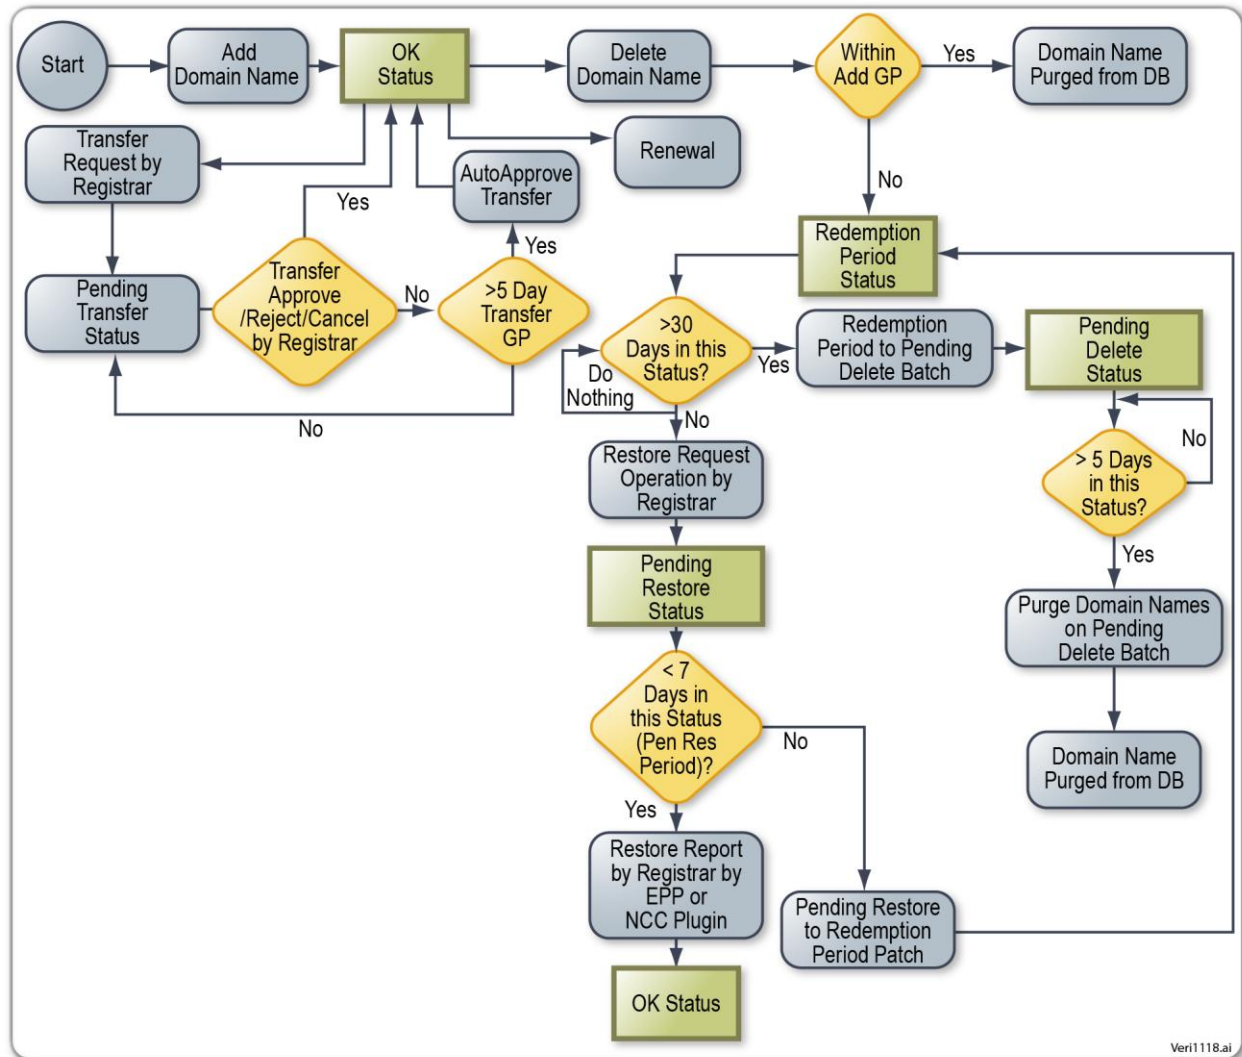 Start
Add
Domain Name
OK
Status
Delete
Domain Name
Within
Add GP
Yes
Domain Name
Purged from DB
Transfer
Request by
Registrar
Renewal
AutoApprove
Transfer
Yes
No
Yes
Redemption
Period
Status
Pending
Transfer
Status
Transfer
Approve
/Reject/Cancel
by Registrar
No
>5 Day
Transfer
GP
No
>30
Days in this
Status?
Yes
Do
Nothing
No
Redemption
Period to Pending
Delete Batch
Pending
Delete
Status
No
> 5 Days
in this
Status?
Yes
Restore Request
Operation by
Registrar
Pending
Restore
Status
Purge Domain Names
on Pending
Delete Batch
< 7
Days in
this Status
(Pen Res
Period)?
No
Yes
Domain Name
Purged from DB
Restore Report
by Registrar by
EPP or
NCC Plugin
Pending Restore
to Redemption
Period Patch
OK Status
Veri1118.ai